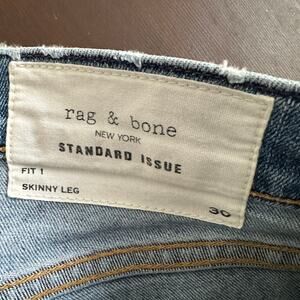 rag & bone
NEW YORK
STANDARD ISSUE
FIT 1
SKINNY LEG
30